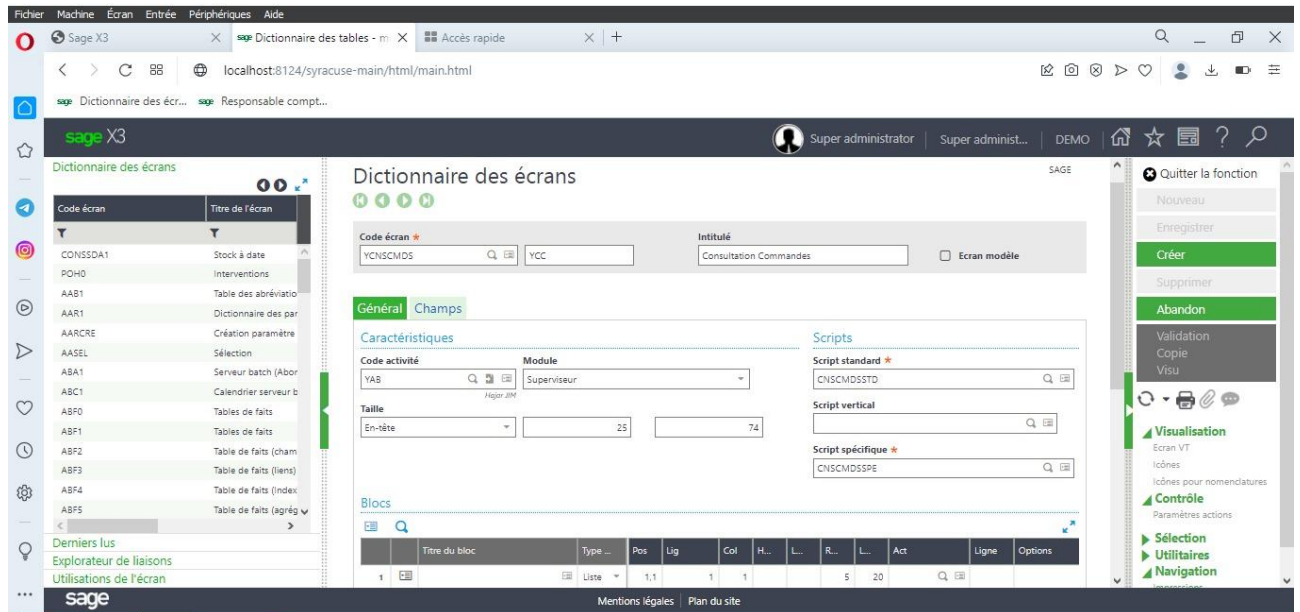 Fichier Machine Écran Entrée Périphériques Aide
Sage X3
sage Dictionnaire des tables - m
Accès rapide
localhost:8124/syracuse-main/html/main.html
sage Dictionnaire des écr... sage Responsable compt...
sage X3
Super administrator
Super administ...
DEMO
Dictionnaire des écrans
Code écran Titre de l'écran
CONSSDA1 Stock à date
POH0 Interventions
AAB1 Table des abréviatio
AAR1 Dictionnaire des par
AARCRE Création paramètre
AASEL Sélection
ABA1 Serveur batch (Abor
ABC1 Calendrier serveur b
ABF0 Tables de faits
ABF1 Tables de faits
ABF2 Table de faits (cham
ABF3 Table de faits (liens)
ABF4 Table de faits (Index
ABF5 Table de faits (agrég
Derniers lus
Explorateur de liaisons
Utilisations de l'écran
Dictionnaire des écrans
SAGE
Code écran * Intitulé
YCNSCMDS YCC Consultation Commandes Ecran modèle
Général Champs
Caractéristiques Scripts
Code activité Module Script standard *
YAB Superviseur CNSCMDSSTD
Hajar JIM
Taille Script vertical
En-tête 25 74
Script spécifique *
CNSCMDSSPE
Blocs
Titre du bloc Type ... Pos Lig Col H... L... R... L... Act Ligne Options
1 Liste 1,1 1 1 5 20
Quitter la fonction
Nouveau
Enregistrer
Créer
Supprimer
Abandon
Validation
Copie
Visu
Visualisation
Ecran VT
Icônes
Icônes pour nomenclatures
Contrôle
Paramètres actions
Sélection
Utilitaires
Navigation
Impressions
sage
Mentions légales Plan du site